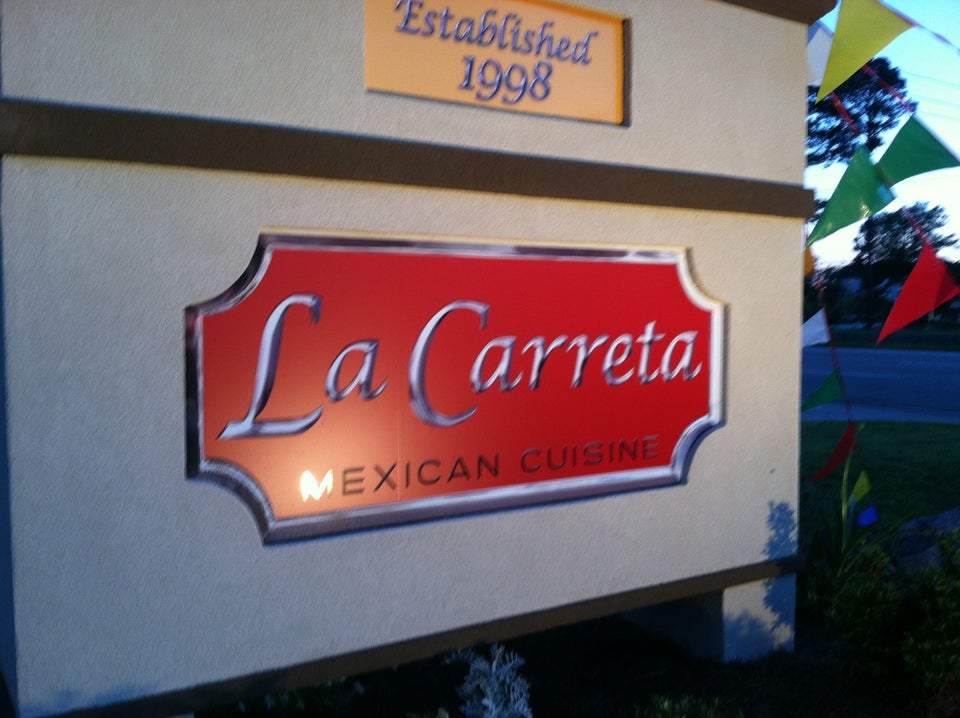 Established
1998
La Carreta
MEXICAN CUISINE